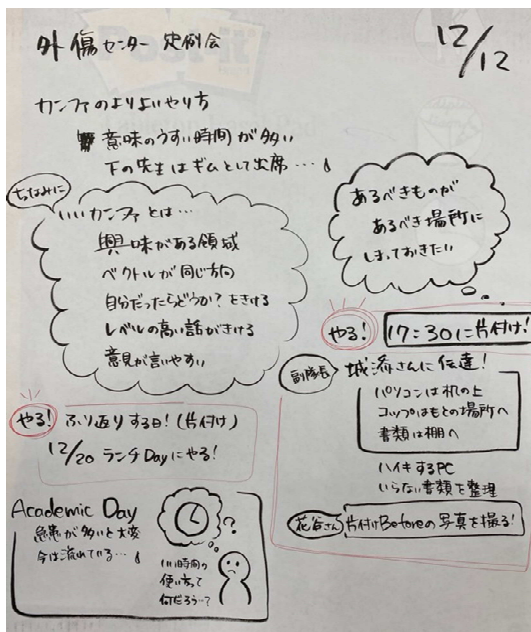 外傷センター 定例会
12/12
カンファのよりよいやり方
意味のうすい時間が多い
下の先生はギムとして出席…
ちなみに
いいカンファとは…
興味がある領域
ベクトルが同じ方向
自分だったらどうか?をきける
レベルの高い話がきける
意見が言いやすい
あるべきものが
あるべき場所に
しまっておきたい
やる! 17:30に片付け!
副隊長 城済さんに伝達!
パソコンは机の上
コップはもとの場所へ
書類は棚へ
ハイキするPC
いらない書類を整理
花谷さん 片付けBeforeの写真を撮る!
やる! ふり返りする日!(片付け)
12/20 ランチDayにやる!
Academic Day
急患が多いと大変
今は流れている…
?
いい時間の
使い方って
何だろう…?